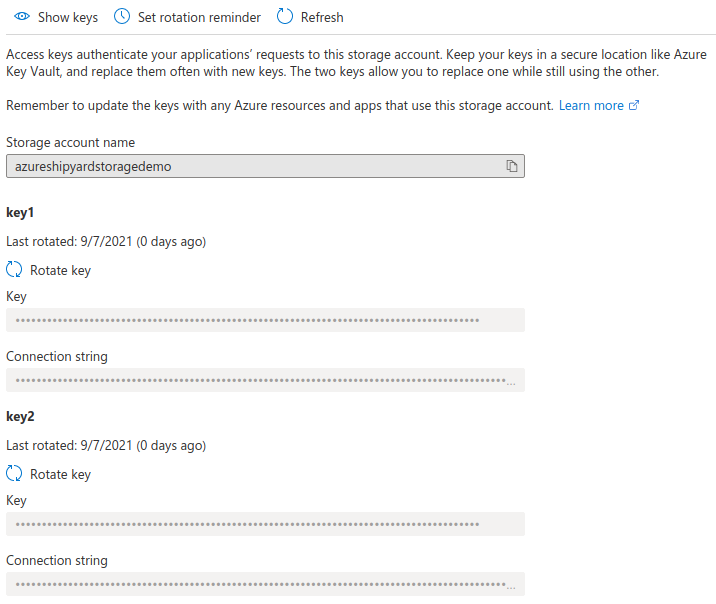 Show keys Set rotation reminder Refresh
Access keys authenticate your applications’ requests to this storage account. Keep your keys in a secure location like Azure
Key Vault, and replace them often with new keys. The two keys allow you to replace one while still using the other.
Remember to update the keys with any Azure resources and apps that use this storage account. Learn more
Storage account name
azureshipyardstoragedemo
key1
Last rotated: 9/7/2021 (0 days ago)
Rotate key
Key
Connection string
key2
Last rotated: 9/7/2021 (0 days ago)
Rotate key
Key
Connection string